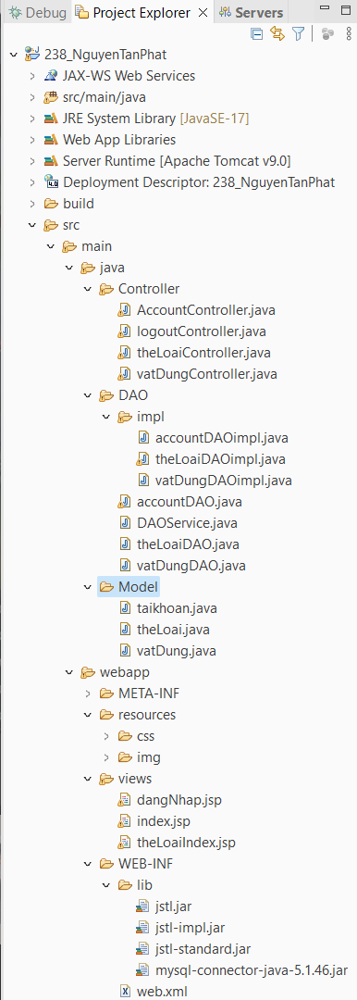 Debug Project Explorer Servers
238_NguyenTanPhat
JAX-WS Web Services
src/main/java
JRE System Library [JavaSE-17]
Web App Libraries
Server Runtime [Apache Tomcat v9.0]
Deployment Descriptor: 238_NguyenTanPhat
build
src
main
java
Controller
AccountController.java
logoutController.java
theLoaiController.java
vatDungController.java
DAO
impl
accountDAOimpl.java
theLoaiDAOimpl.java
vatDungDAOimpl.java
accountDAO.java
DAOService.java
theLoaiDAO.java
vatDungDAO.java
Model
taikhoan.java
theLoai.java
vatDung.java
webapp
META-INF
resources
css
img
views
dangNhap.jsp
index.jsp
theLoaiIndex.jsp
WEB-INF
lib
jstl.jar
jstl-impl.jar
jstl-standard.jar
mysql-connector-java-5.1.46.jar
web.xml